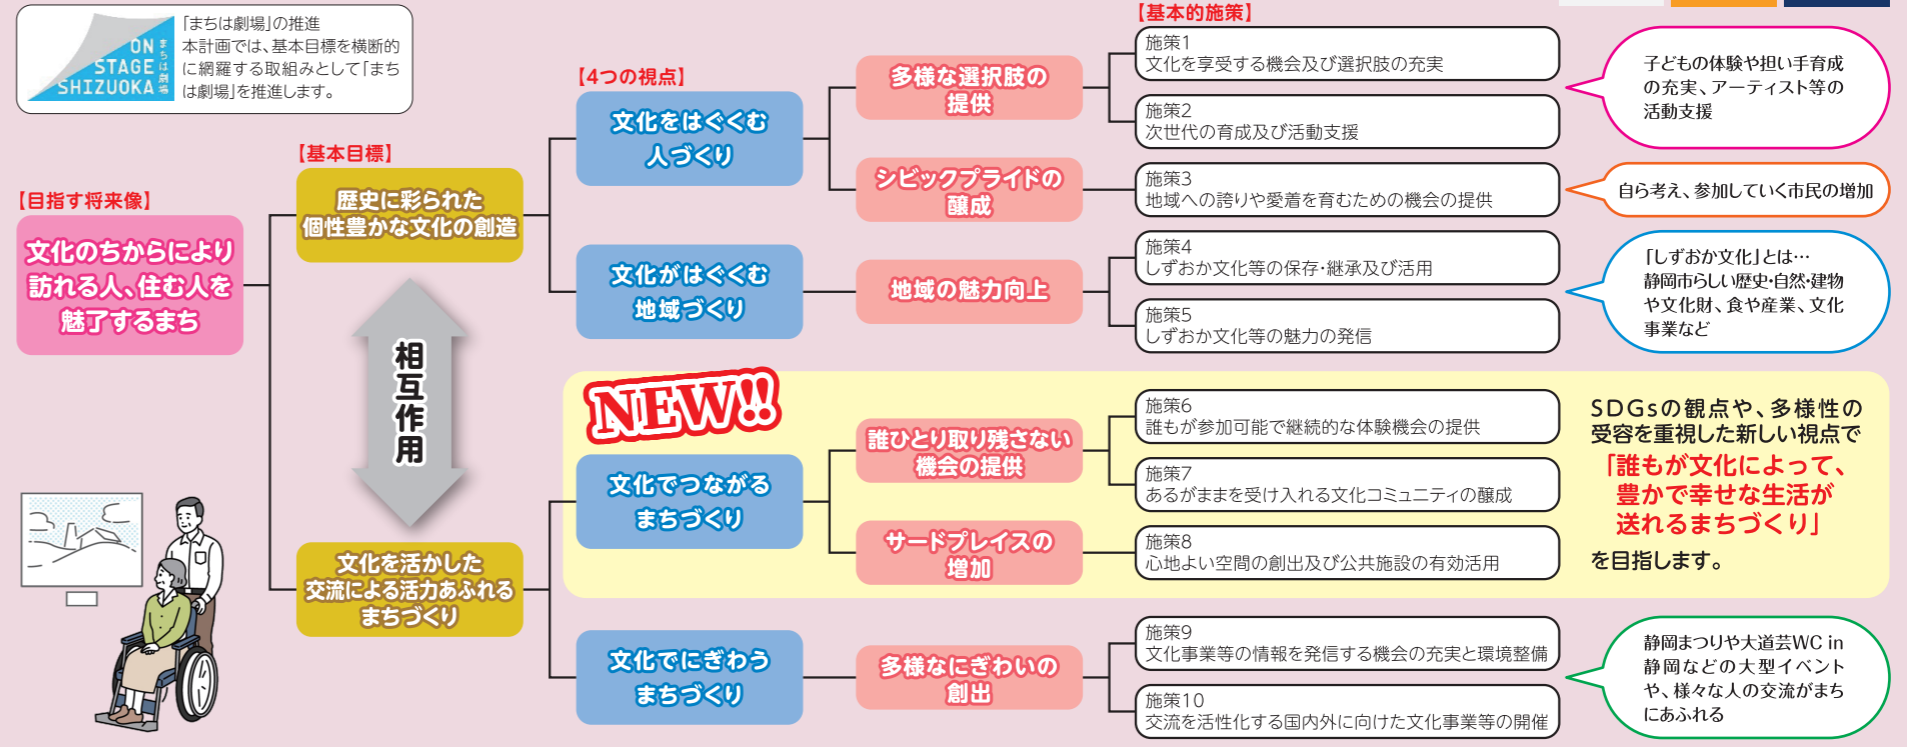 ON
STAGE
SHIZUOKA
まちは劇場
「まちは劇場」の推進
本計画では、基本目標を横断的
に網羅する取組みとして「まち
は劇場」を推進します。
【目指す将来像】
文化のちからにより
訪れる人、住む人を
魅了するまち
【基本目標】
歴史に彩られた
個性豊かな文化の創造
相互作用
文化を活かした
交流による活力あふれる
まちづくり
【4つの視点】
文化をはぐくむ
人づくり
文化がはぐくむ
地域づくり
NEW!!
文化でつながる
まちづくり
文化でにぎわう
まちづくり
多様な選択肢の
提供
シビックプライドの
醸成
地域の魅力向上
誰ひとり取り残さない
機会の提供
サードプレイスの
増加
多様なにぎわいの
創出
【基本的施策】
施策1
文化を享受する機会及び選択肢の充実
施策2
次世代の育成及び活動支援
施策3
地域への誇りや愛着を育むための機会の提供
施策4
しずおか文化等の保存・継承及び活用
施策5
しずおか文化等の魅力の発信
施策6
誰もが参加可能で継続的な体験機会の提供
施策7
あるがままを受け入れる文化コミュニティの醸成
施策8
心地よい空間の創出及び公共施設の有効活用
施策9
文化事業等の情報を発信する機会の充実と環境整備
施策10
交流を活性化する国内外に向けた文化事業等の開催
子どもの体験や担い手育成
の充実、アーティスト等の
活動支援
自ら考え、参加していく市民の増加
「しずおか文化」とは…
静岡市らしい歴史・自然・建物
や文化財、食や産業、文化
事業など
SDGsの観点や、多様性の
受容を重視した新しい視点で
「誰もが文化によって、
豊かで幸せな生活が
送れるまちづくり」
を目指します。
静岡まつりや大道芸WC in
静岡などの大型イベント
や、様々な人の交流がまち
にあふれる